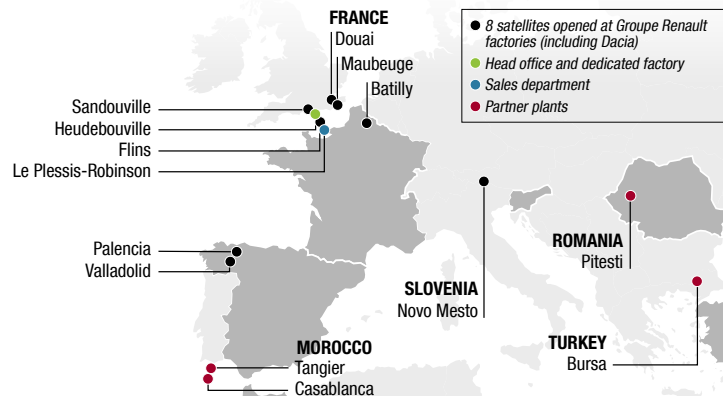 FRANCE
Douai
Maubeuge
Batilly
8 satellites opened at Groupe Renault
factories (including Dacia)
Head office and dedicated factory
Sales department
Partner plants
Sandouville
Heudebouville
Flins
Le Plessis-Robinson
Palencia
Valladolid
SLOVENIA
Novo Mesto
ROMANIA
Pitesti
MOROCCO
Tangier
Casablanca
TURKEY
Bursa